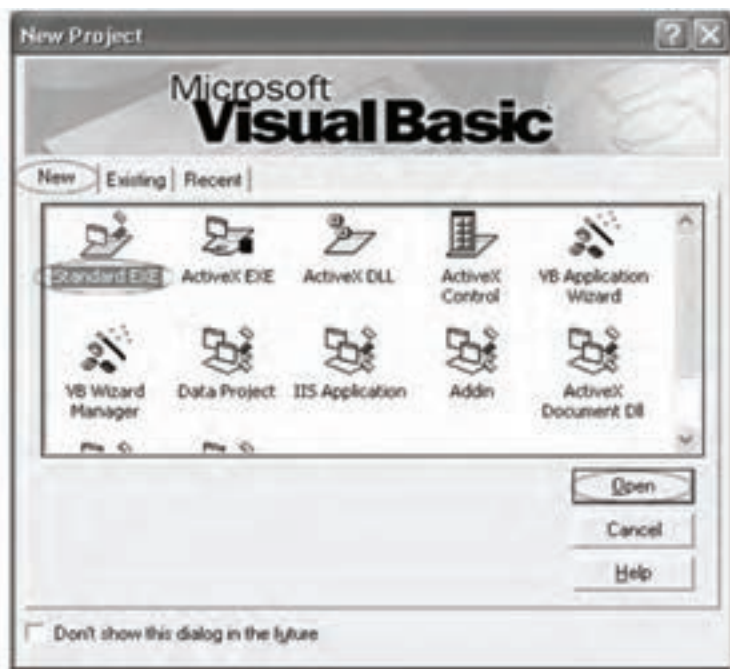 New Project
Microsoft
Visual Basic
New Existing Recent
Standard EXE ActiveX EXE ActiveX DLL ActiveX Control VB Application Wizard
VB Wizard Manager Data Project IIS Application Addin ActiveX Document Dll
Open
Cancel
Help
Don't show this dialog in the future